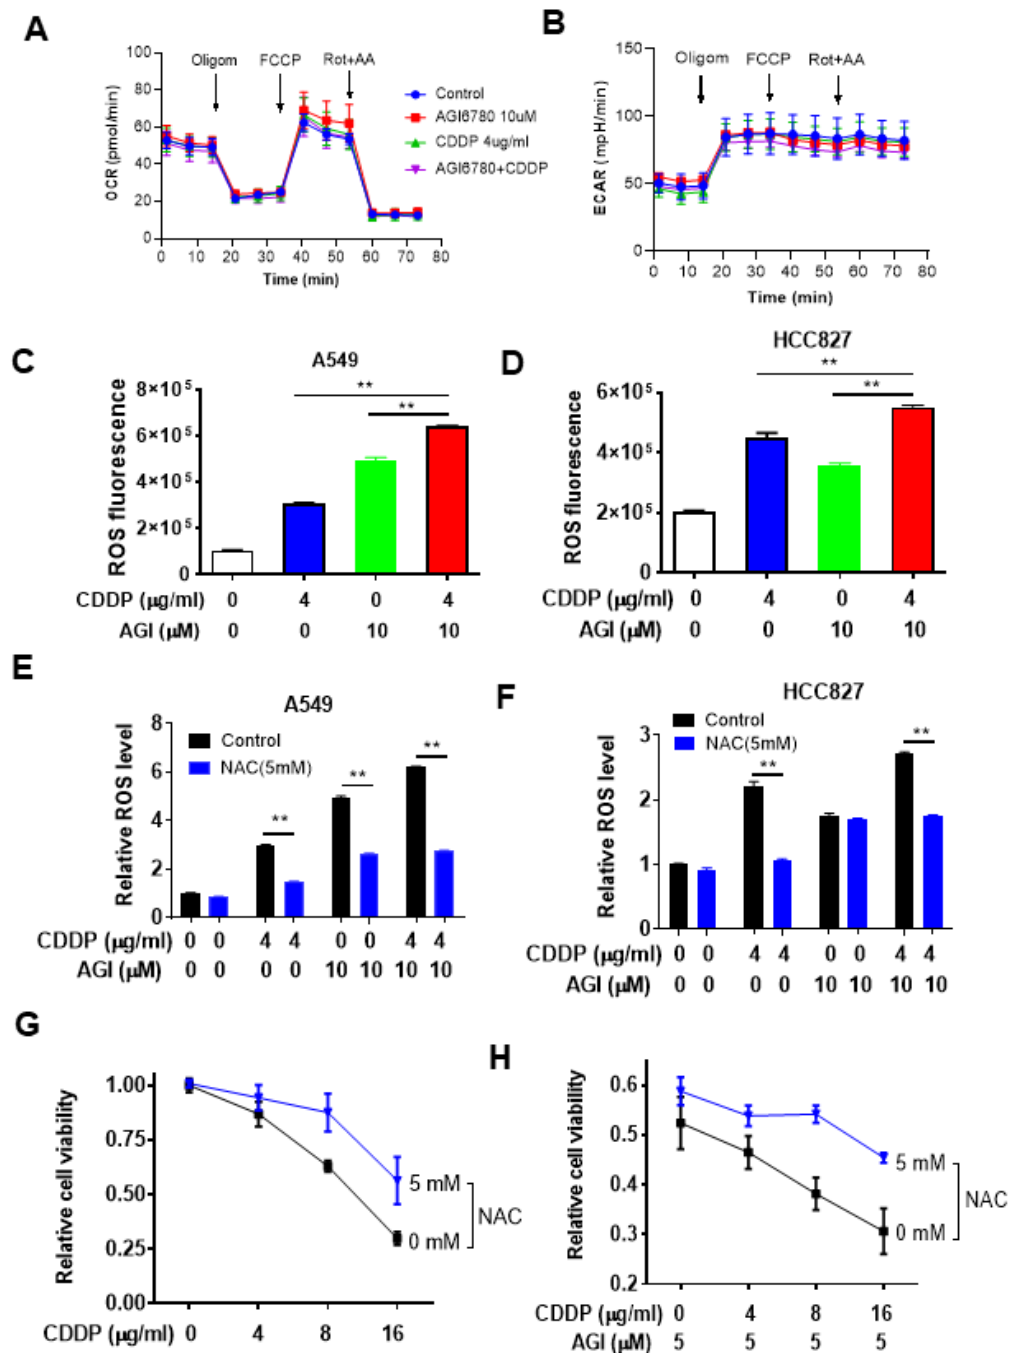 A
100
80
60
40
20
0
OCR (pmol/min)
Oligom
FCCP
Rot+AA
Control
AGI6780 10uM
CDDP 4ug/ml
AGI6780+CDDP
0 10 20 30 40 50 60 70 80
Time (min)
B
150
100
50
0
ECAR ( mpH/min)
Oligom
FCCP
Rot+AA
0 10 20 30 40 50 60 70 80
Time (min)
C
A549
8×10⁵
6×10⁵
4×10⁵
2×10⁵
0
ROS fluorescence
**
**
CDDP (μg/ml) 0 4 0 4
AGI (μM) 0 0 10 10
D
HCC827
6×10⁵
4×10⁵
2×10⁵
0
ROS fluorescence
**
**
CDDP (μg/ml) 0 4 0 4
AGI (μM) 0 0 10 10
E
A549
8
6
4
2
0
Relative ROS level
Control
NAC(5mM)
**
**
**
CDDP (μg/ml) 0 0 4 4 0 0 4 4
AGI (μM) 0 0 0 0 10 10 10 10
F
HCC827
3
2
1
0
Relative ROS level
Control
NAC(5mM)
**
**
CDDP (μg/ml) 0 0 4 4 0 0 4 4
AGI (μM) 0 0 0 0 10 10 10 10
G
1.00
0.75
0.50
0.25
0.00
Relative cell viability
5 mM
0 mM
NAC
CDDP (μg/ml) 0 4 8 16
H
0.6
0.5
0.4
0.3
0.2
Relative cell viability
5 mM
0 mM
NAC
CDDP (μg/ml) 0 4 8 16
AGI (μM) 5 5 5 5